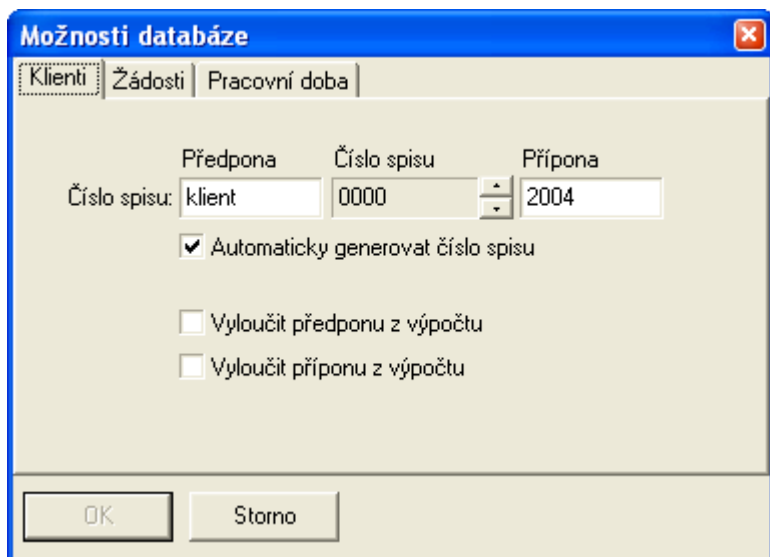 Možnosti databáze
Klienti Žádosti Pracovní doba
Předpona Číslo spisu Přípona
Číslo spisu: klient 0000 2004
Automaticky generovat číslo spisu
Vyloučit předponu z výpočtu
Vyloučit příponu z výpočtu
OK Storno